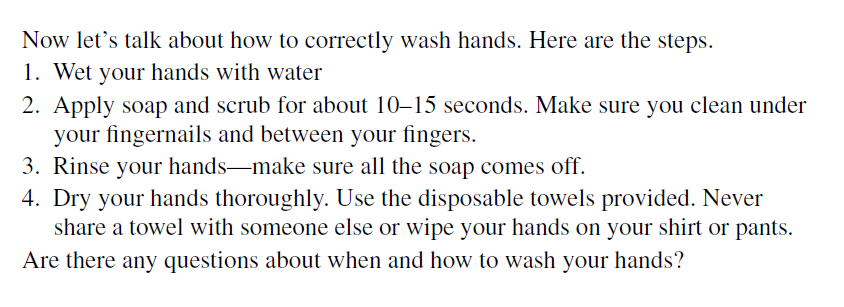 Now let’s talk about how to correctly wash hands. Here are the steps.
1. Wet your hands with water
2. Apply soap and scrub for about 10–15 seconds. Make sure you clean under
your fingernails and between your fingers.
3. Rinse your hands—make sure all the soap comes off.
4. Dry your hands thoroughly. Use the disposable towels provided. Never
share a towel with someone else or wipe your hands on your shirt or pants.
Are there any questions about when and how to wash your hands?